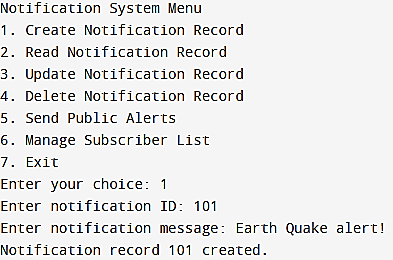 Notification System Menu
1. Create Notification Record
2. Read Notification Record
3. Update Notification Record
4. Delete Notification Record
5. Send Public Alerts
6. Manage Subscriber List
7. Exit
Enter your choice: 1
Enter notification ID: 101
Enter notification message: Earth Quake alert!
Notification record 101 created.